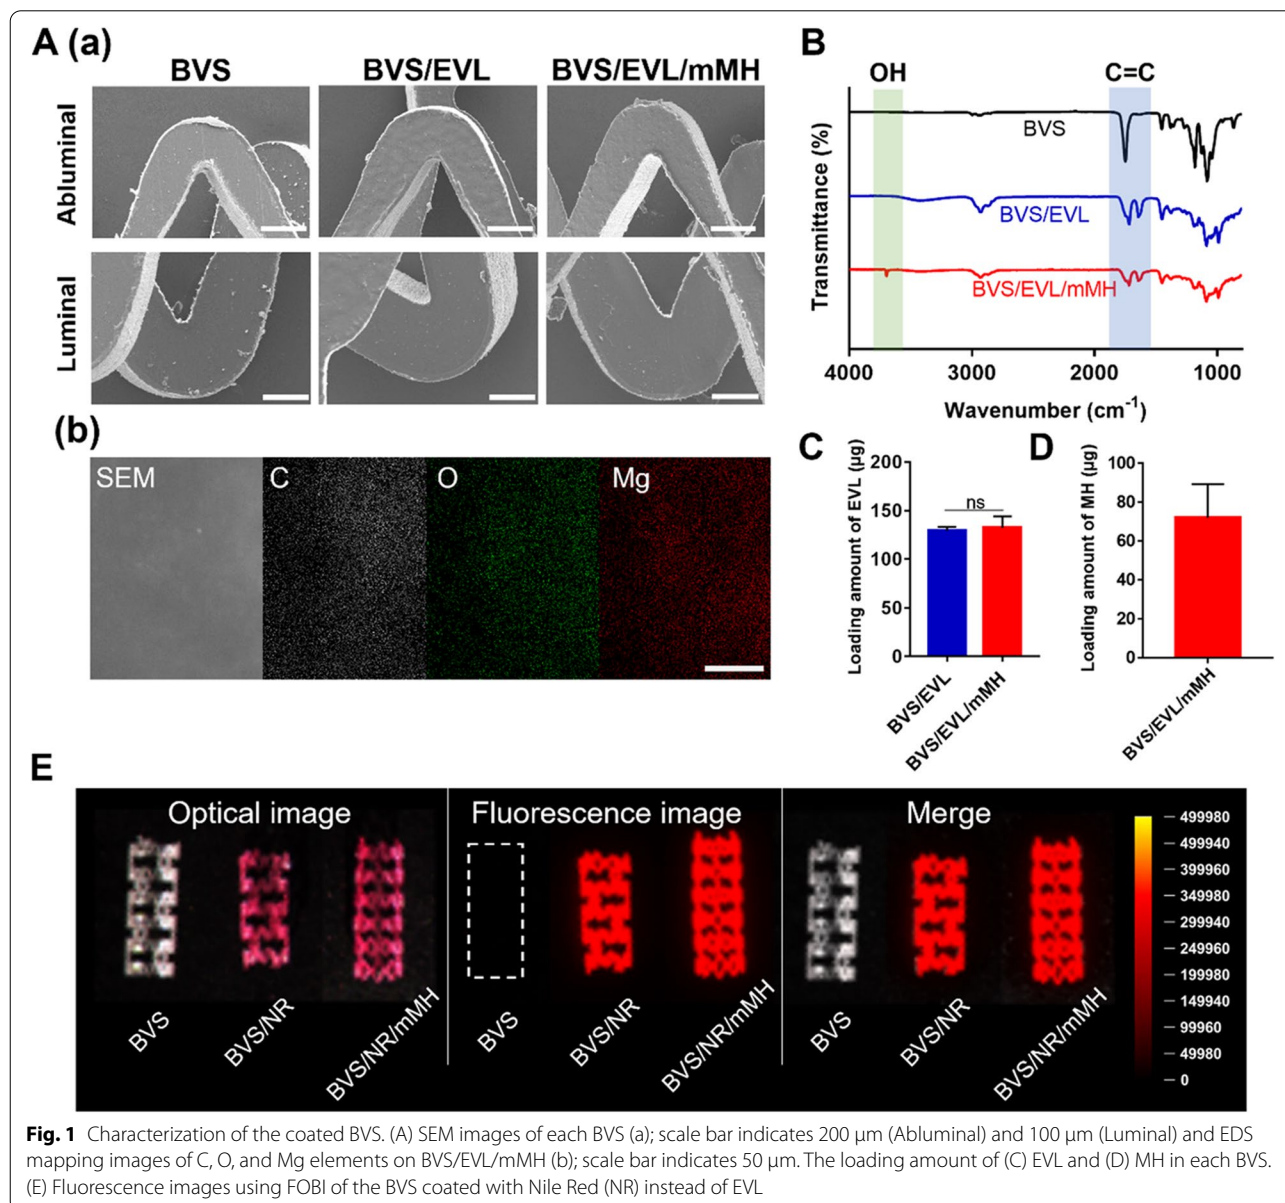 A (a)
BVS
BVS/EVL
BVS/EVL/mMH
Abluminal
Luminal
(b)
SEM
C
O
Mg
B
OH
C=C
BVS
BVS/EVL
BVS/EVL/mMH
Transmittance (%)
4000
3000
2000
1000
Wavenumber (cm⁻¹)
C
Loading amount of EVL (µg)
200
150
100
50
0
ns
BVS/EVL
BVS/EVL/mMH
D
Loading amount of MH (µg)
100
80
60
40
20
0
BVS/EVL/mMH
E
Optical image
Fluorescence image
Merge
BVS
BVS/NR
BVS/NR/mMH
BVS
BVS/NR
BVS/NR/mMH
BVS
BVS/NR
BVS/NR/mMH
499980
499940
399960
349980
299940
249960
199980
149940
99960
49980
0
Fig. 1 Characterization of the coated BVS. (A) SEM images of each BVS (a); scale bar indicates 200 µm (Abluminal) and 100 µm (Luminal) and EDS
mapping images of C, O, and Mg elements on BVS/EVL/mMH (b); scale bar indicates 50 µm. The loading amount of (C) EVL and (D) MH in each BVS.
(E) Fluorescence images using FOBI of the BVS coated with Nile Red (NR) instead of EVL